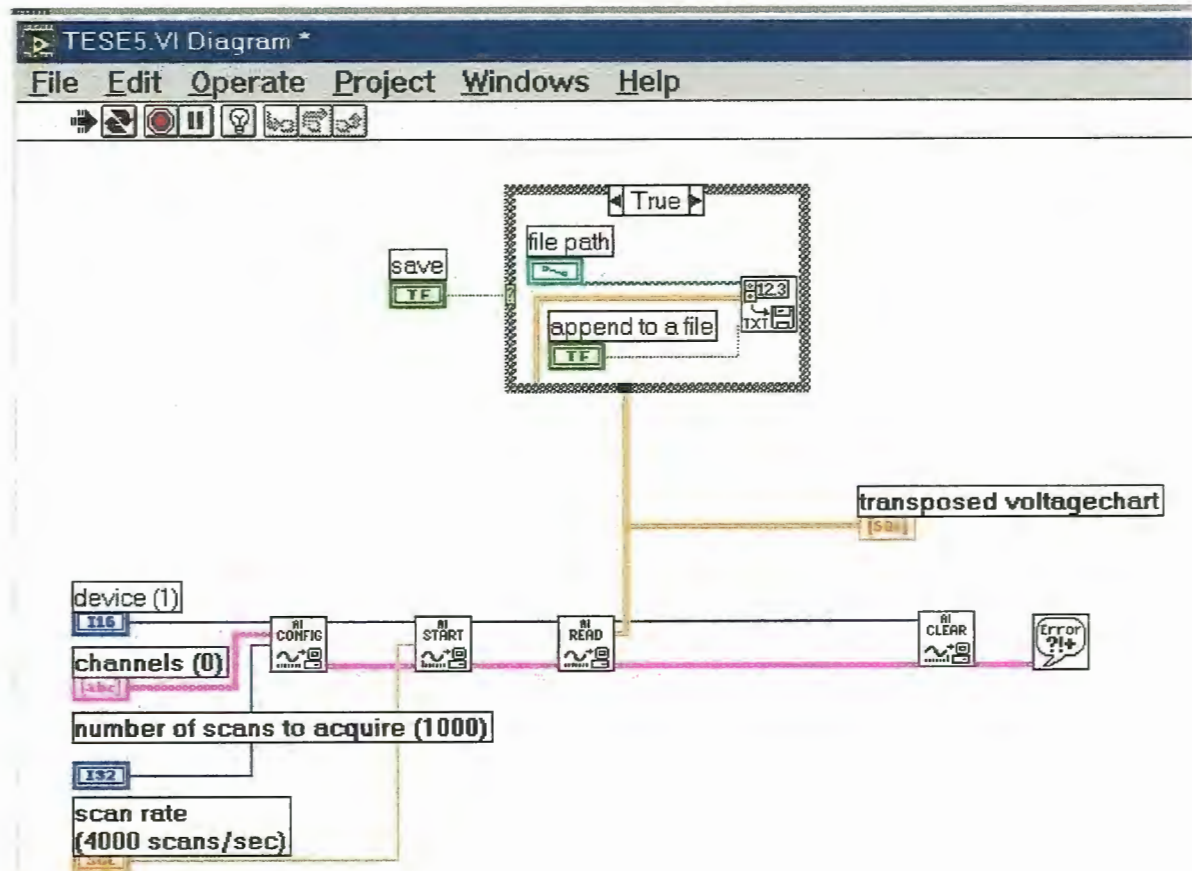 TESE5.VI Diagram *
File Edit Operate Project Windows Help
True
file path
save
TF
?
12.3
TXT
append to a file
TF
transposed voltagechart
device (1)
I16
AI CONFIG
AI START
AI READ
AI CLEAR
Error ?!+
channels (0)
[abc]
number of scans to acquire (1000)
I32
scan rate
(4000 scans/sec)
SGL